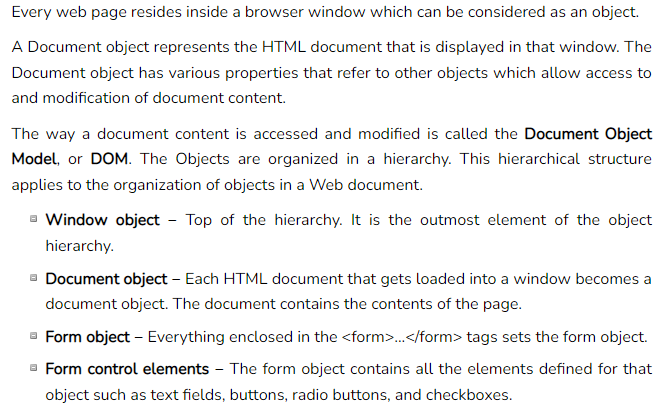 Every web page resides inside a browser window which can be considered as an object.
A Document object represents the HTML document that is displayed in that window. The
Document object has various properties that refer to other objects which allow access to
and modification of document content.
The way a document content is accessed and modified is called the Document Object
Model, or DOM. The Objects are organized in a hierarchy. This hierarchical structure
applies to the organization of objects in a Web document.
Window object – Top of the hierarchy. It is the outmost element of the object
hierarchy.
Document object – Each HTML document that gets loaded into a window becomes a
document object. The document contains the contents of the page.
Form object – Everything enclosed in the <form>...</form> tags sets the form object.
Form control elements – The form object contains all the elements defined for that
object such as text fields, buttons, radio buttons, and checkboxes.